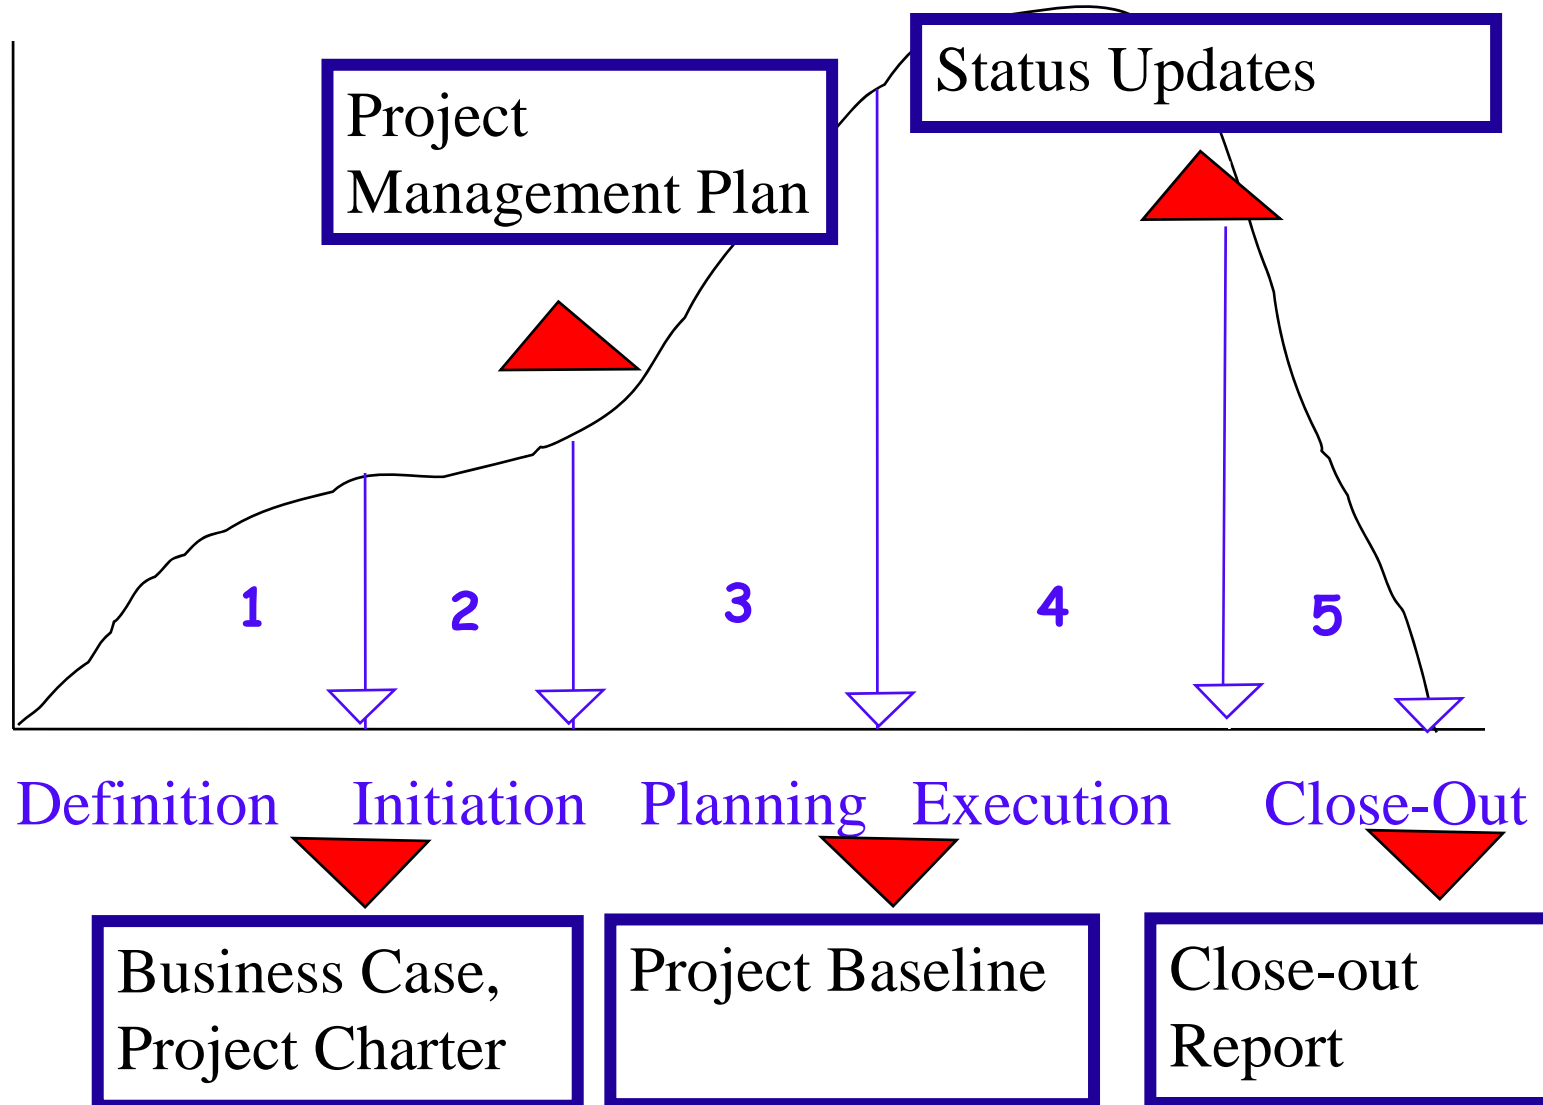 Status Updates
Project
Management Plan
1
2
3
4
5
Definition
Initiation
Planning
Execution
Close-Out
Business Case,
Project Charter
Project Baseline
Close-out
Report